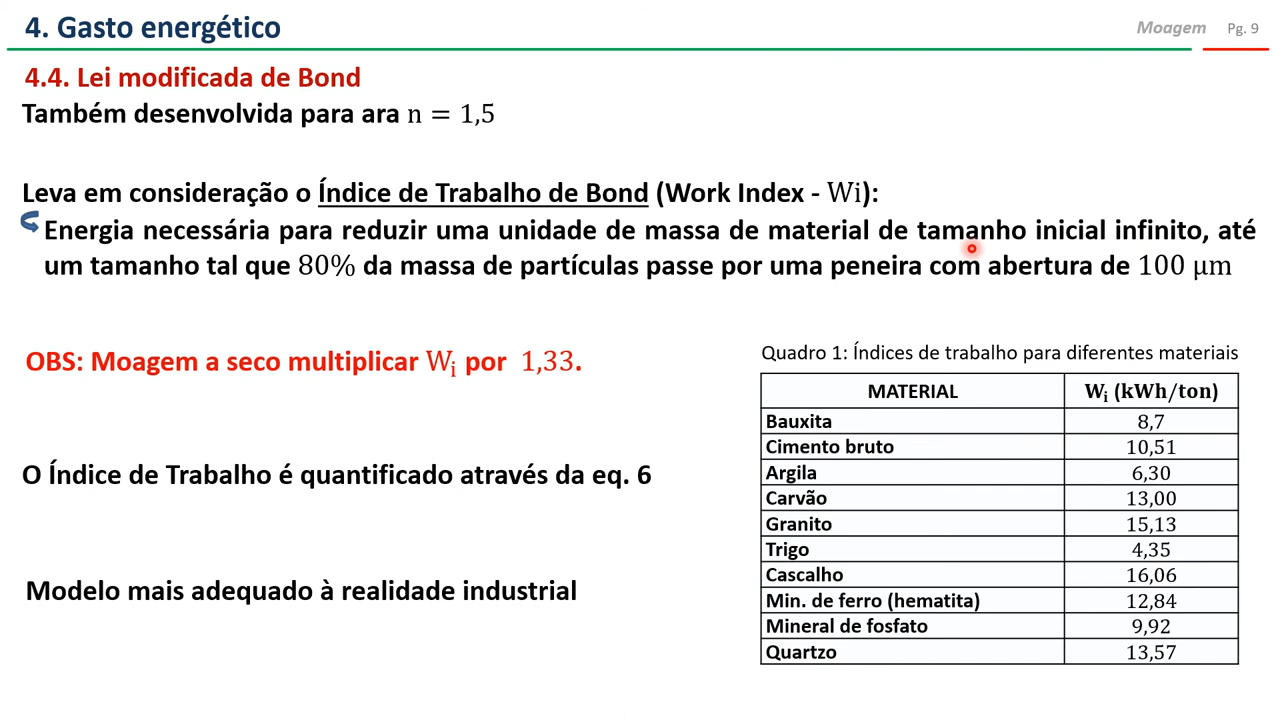 4. Gasto energético
Moagem Pg. 9
4.4. Lei modificada de Bond
Também desenvolvida para ara n = 1,5
Leva em consideração o Índice de Trabalho de Bond (Work Index - Wi):
Energia necessária para reduzir uma unidade de massa de material de tamanho inicial infinito, até
um tamanho tal que 80% da massa de partículas passe por uma peneira com abertura de 100 μm
OBS: Moagem a seco multiplicar Wᵢ por 1,33.
O Índice de Trabalho é quantificado através da eq. 6
Modelo mais adequado à realidade industrial
Quadro 1: Índices de trabalho para diferentes materiais
MATERIAL Wᵢ (kWh/ton)
Bauxita 8,7
Cimento bruto 10,51
Argila 6,30
Carvão 13,00
Granito 15,13
Trigo 4,35
Cascalho 16,06
Min. de ferro (hematita) 12,84
Mineral de fosfato 9,92
Quartzo 13,57